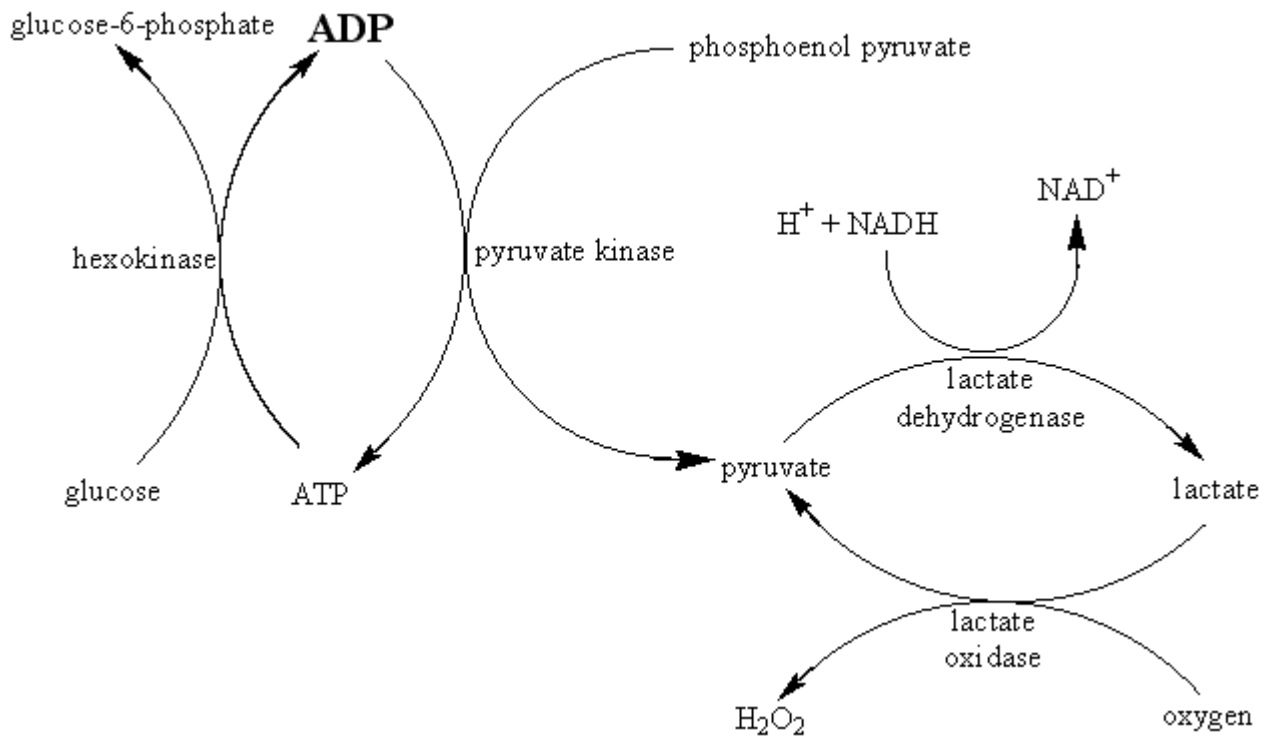 glucose-6-phosphate
ADP
phosphoenol pyruvate
NAD⁺
H⁺ + NADH
hexokinase
pyruvate kinase
lactate
dehydrogenase
pyruvate
glucose
ATP
lactate
lactate
oxidase
H₂O₂
oxygen